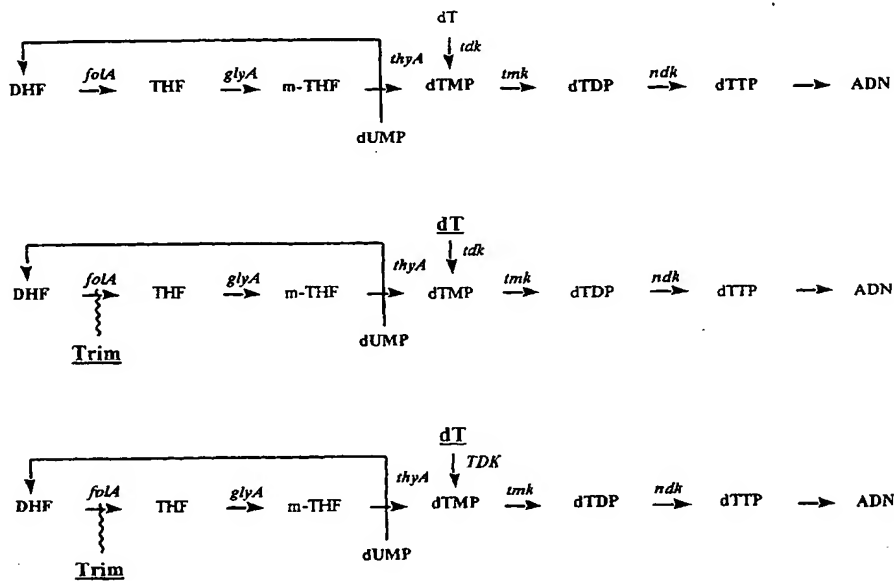 dT
thyA tdk
folA glyA tmk ndk
DHF THF m-THF dTMP dTDP dTTP ADN
dUMP
dT
thyA tdk
folA glyA tmk ndk
DHF THF m-THF dTMP dTDP dTTP ADN
dUMP
Trim
dT
thyA TDK
folA glyA tmk ndk
DHF THF m-THF dTMP dTDP dTTP ADN
dUMP
Trim